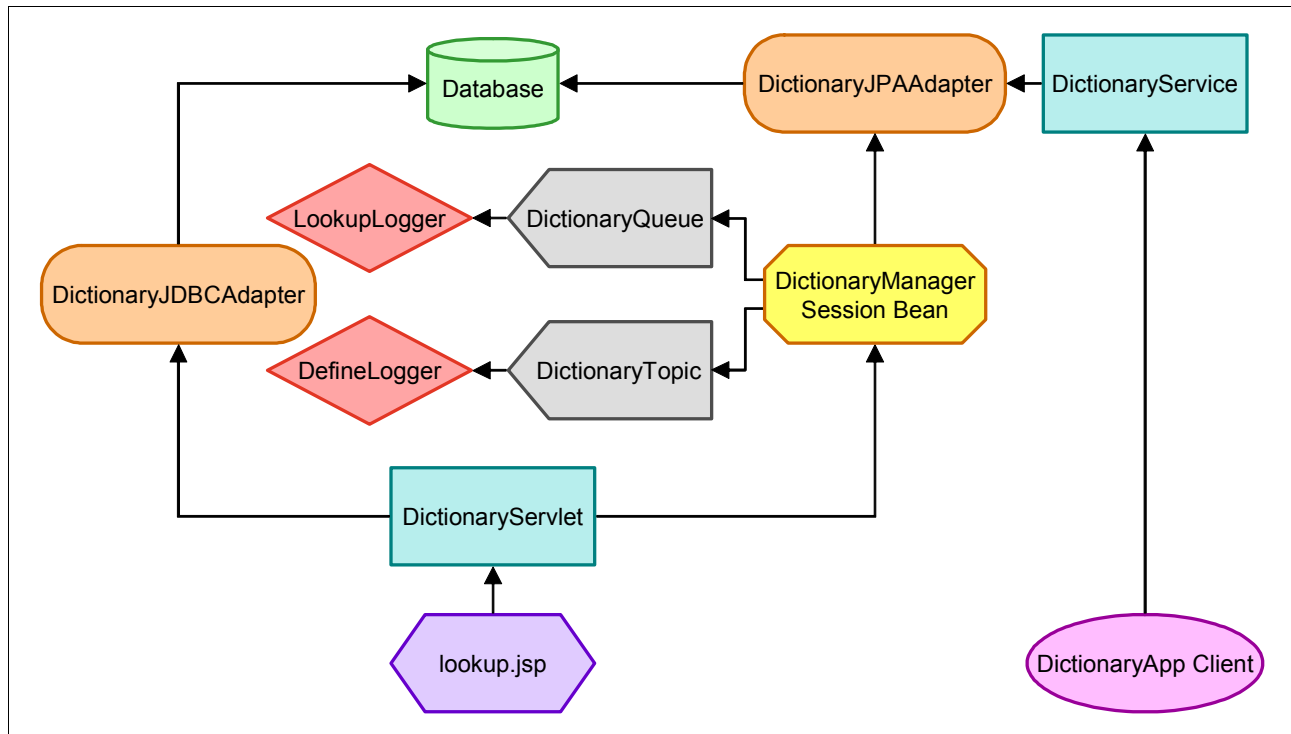 Database
DictionaryJPAAdapter
DictionaryService
LookupLogger
DictionaryQueue
DictionaryJDBCAdapter
DictionaryManager
Session Bean
DefineLogger
DictionaryTopic
DictionaryServlet
lookup.jsp
DictionaryApp Client